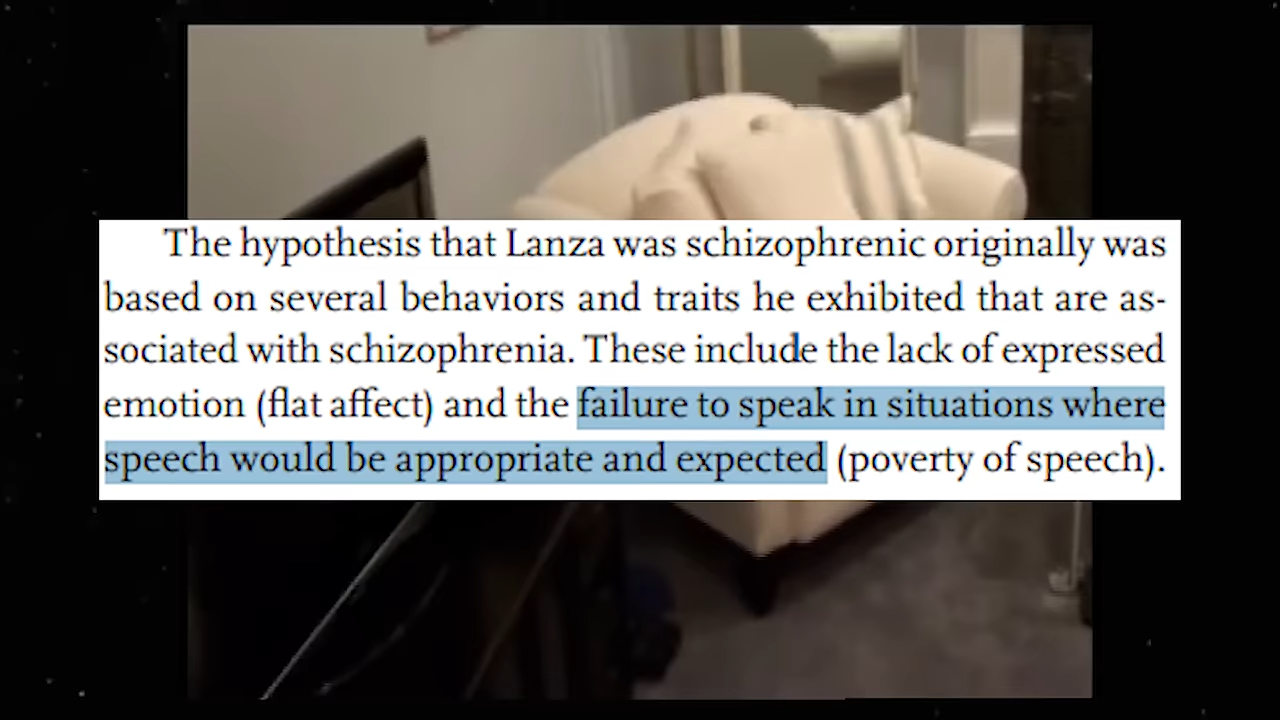 The hypothesis that Lanza was schizophrenic originally was
based on several behaviors and traits he exhibited that are as-
sociated with schizophrenia. These include the lack of expressed
emotion (flat affect) and the failure to speak in situations where
speech would be appropriate and expected (poverty of speech).